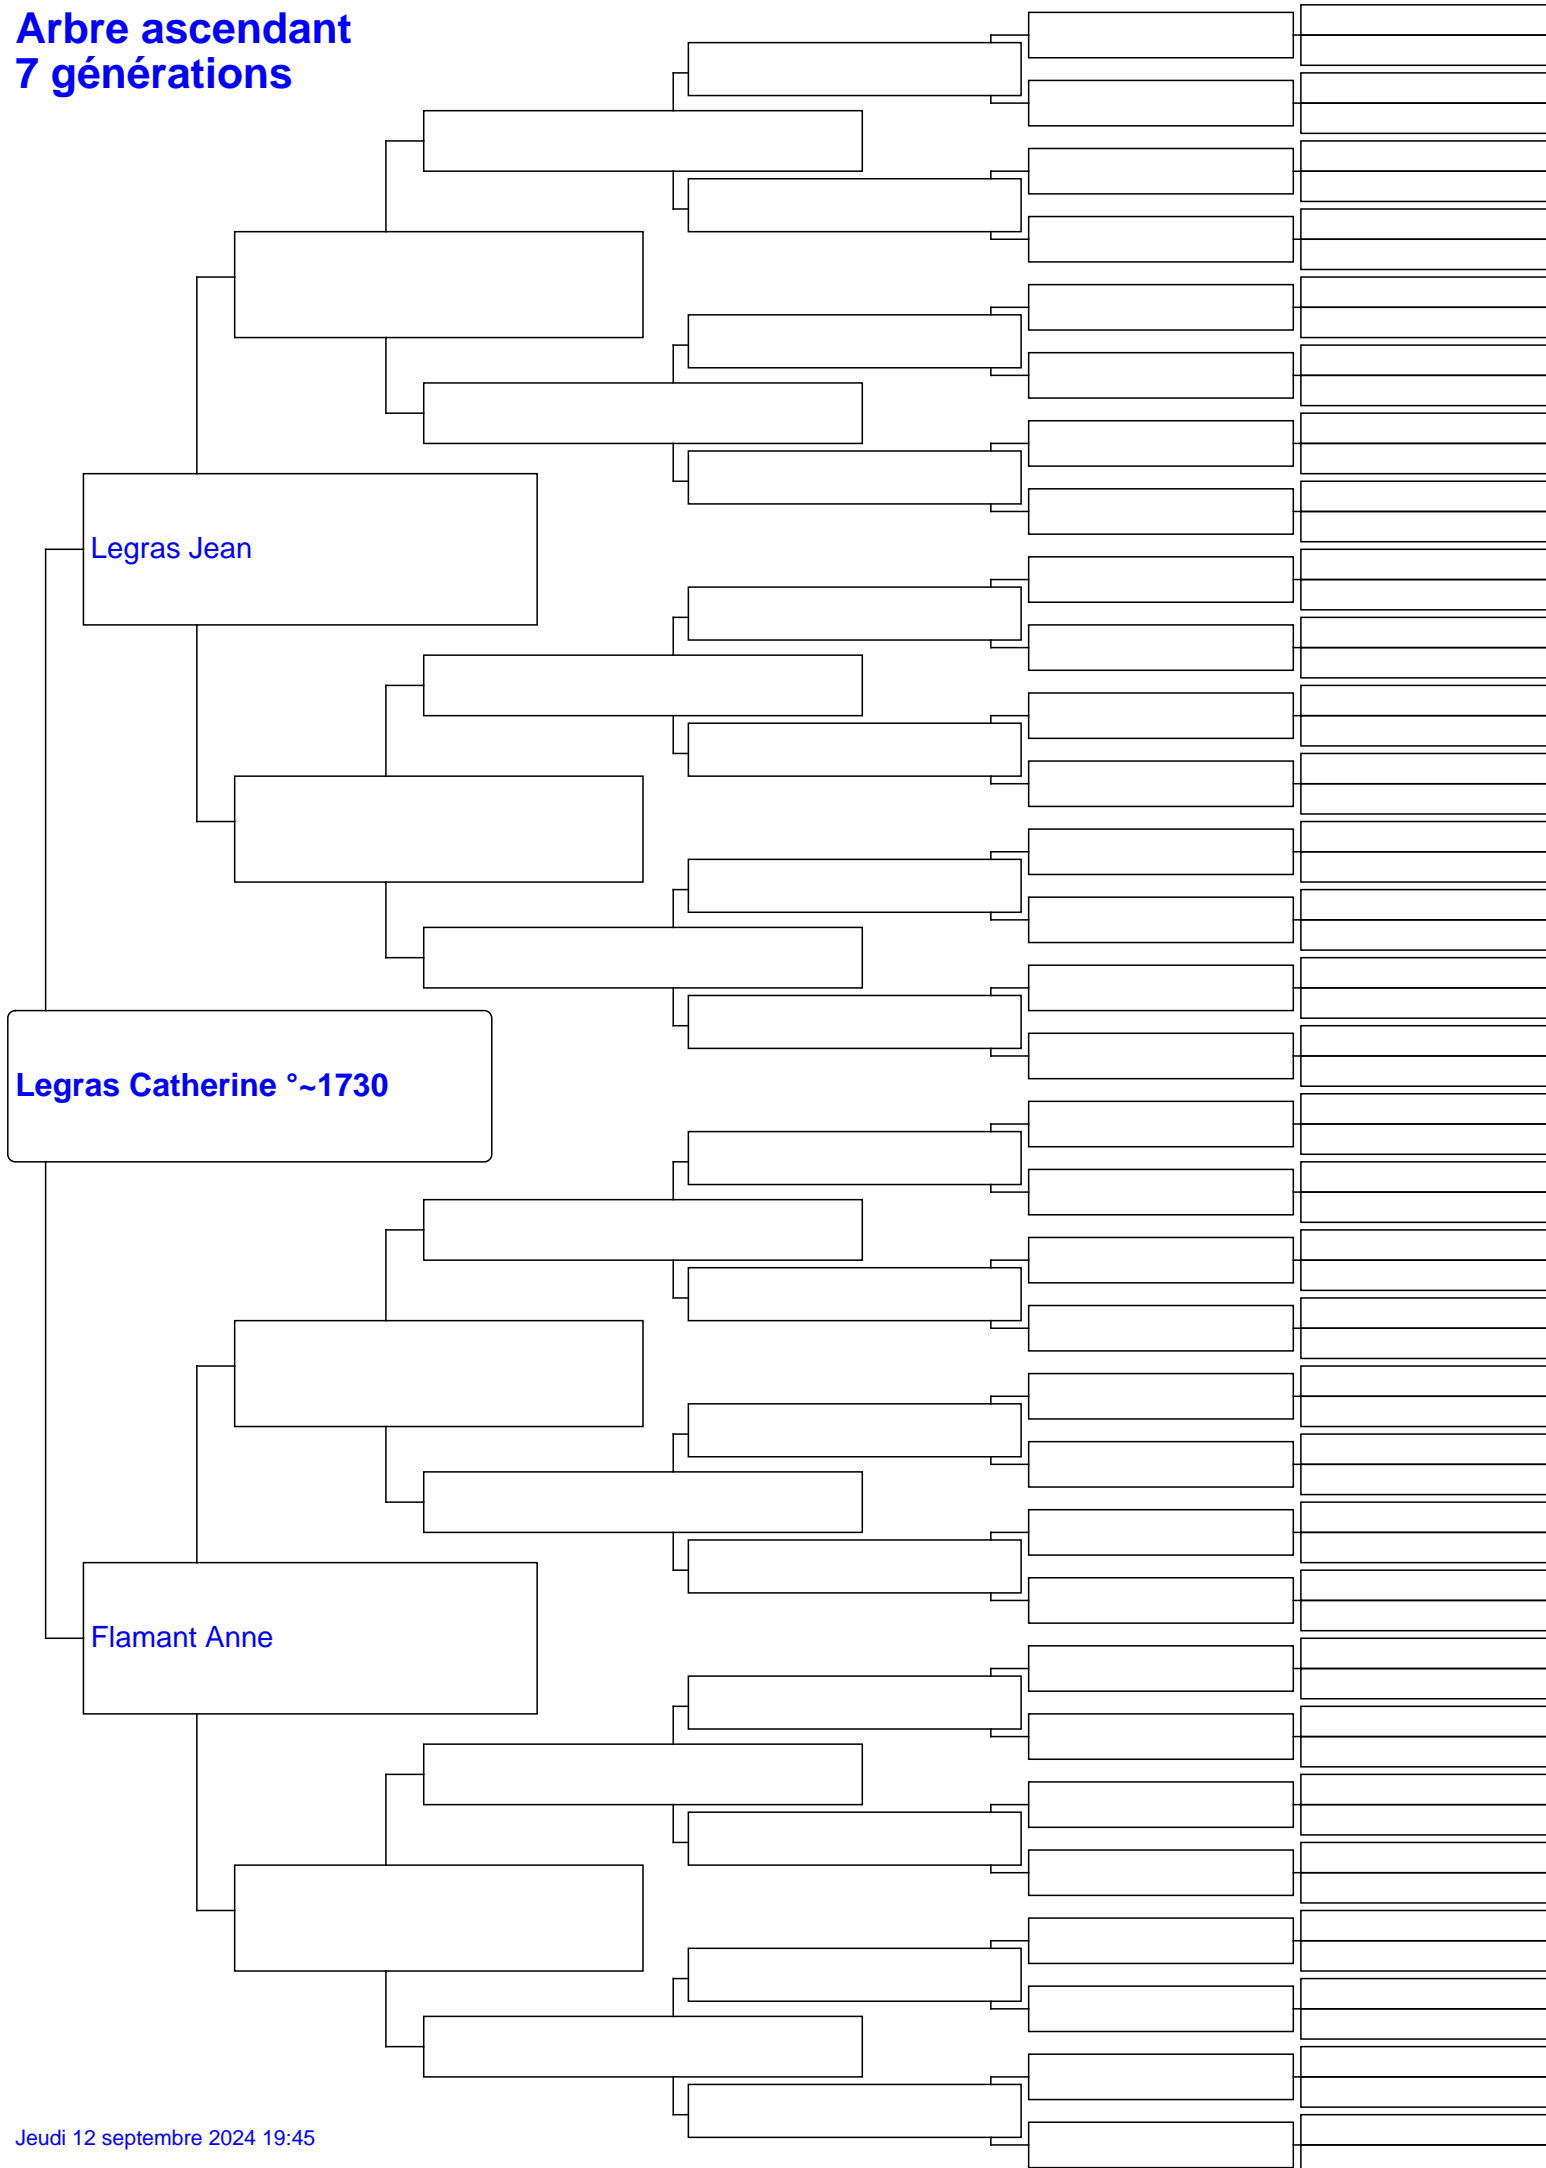 Arbre ascendant
7 générations
Legras Jean
Legras Catherine °~1730
Flamant Anne
Jeudi 12 septembre 2024 19:45